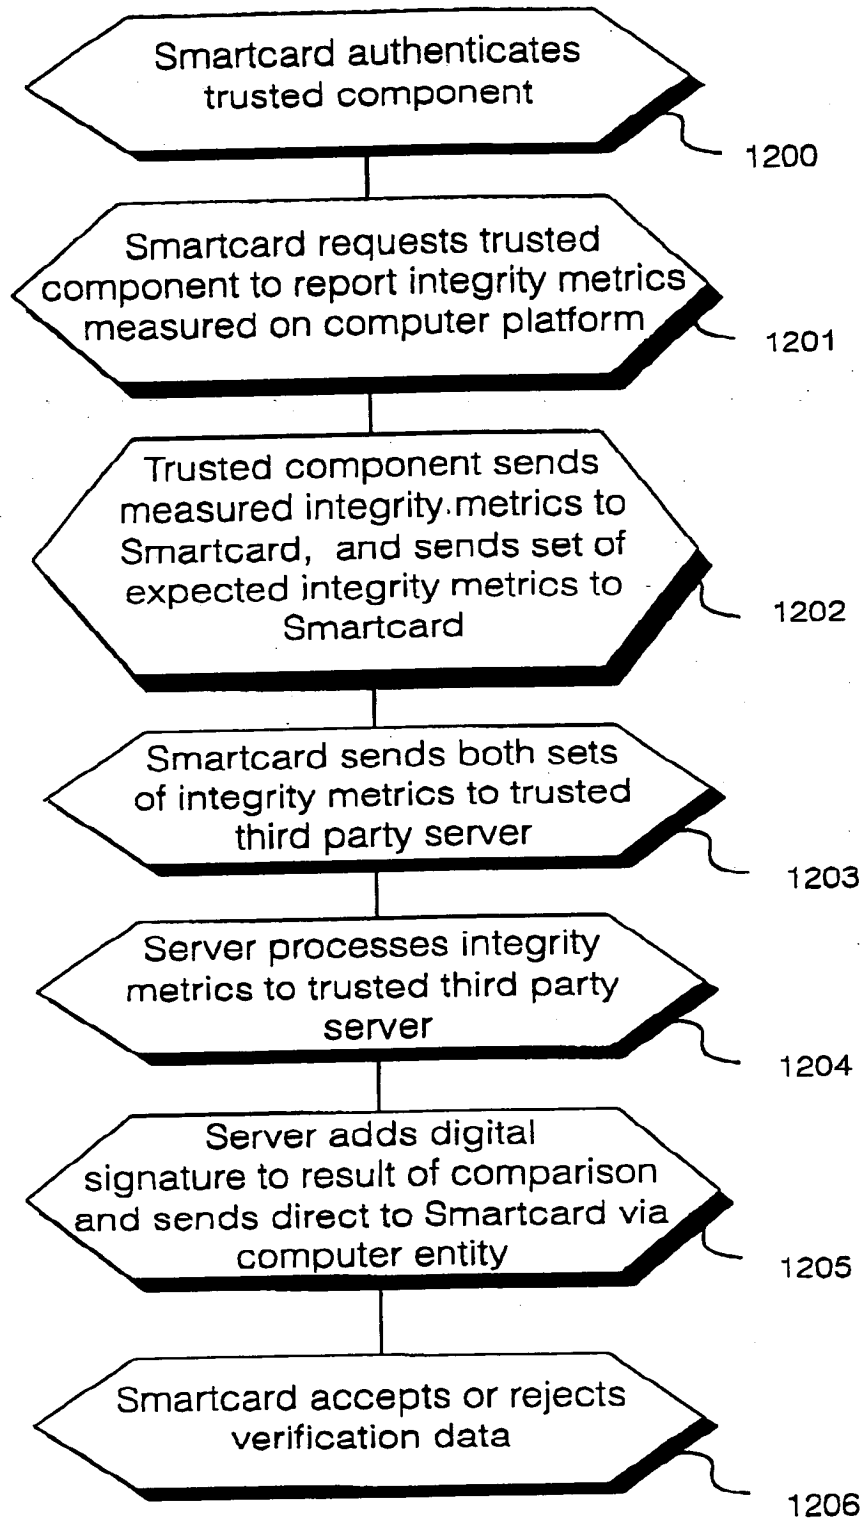 Smartcard authenticates
trusted component
1200
Smartcard requests trusted
component to report integrity metrics
measured on computer platform
1201
Trusted component sends
measured integrity metrics to
Smartcard, and sends set of
expected integrity metrics to
Smartcard
1202
Smartcard sends both sets
of integrity metrics to trusted
third party server
1203
Server processes integrity
metrics to trusted third party
server
1204
Server adds digital
signature to result of comparison
and sends direct to Smartcard via
computer entity
1205
Smartcard accepts or rejects
verification data
1206